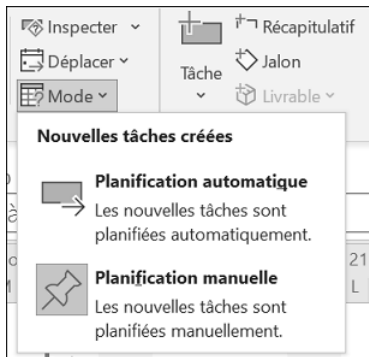 Inspecter
Déplacer
Mode
Tâche
Récapitulatif
Jalon
Livrable
Nouvelles tâches créées
Planification automatique
Les nouvelles tâches sont
planifiées automatiquement.
Planification manuelle
Les nouvelles tâches sont
planifiées manuellement.
à
21
L